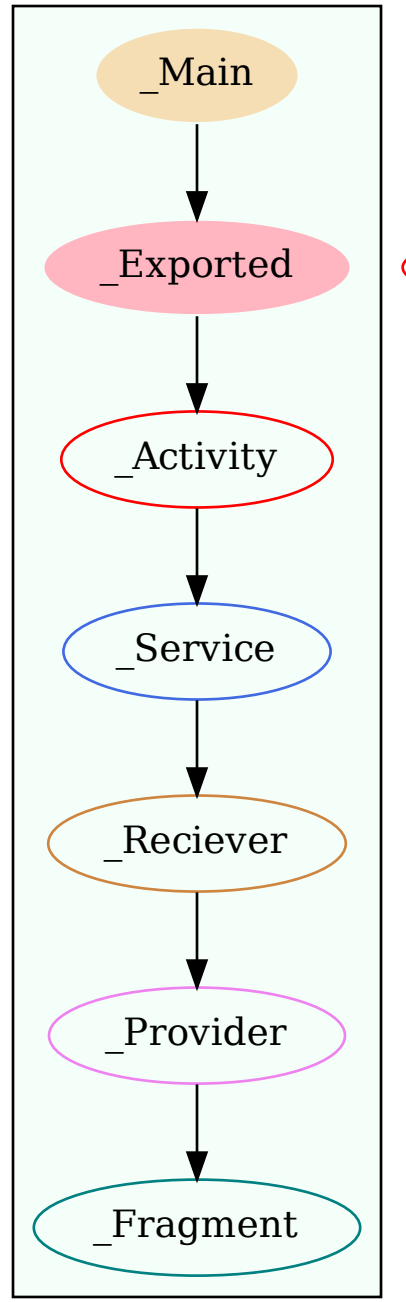 _Main
_Exported
_Activity
_Service
_Reciever
_Provider
_Fragment